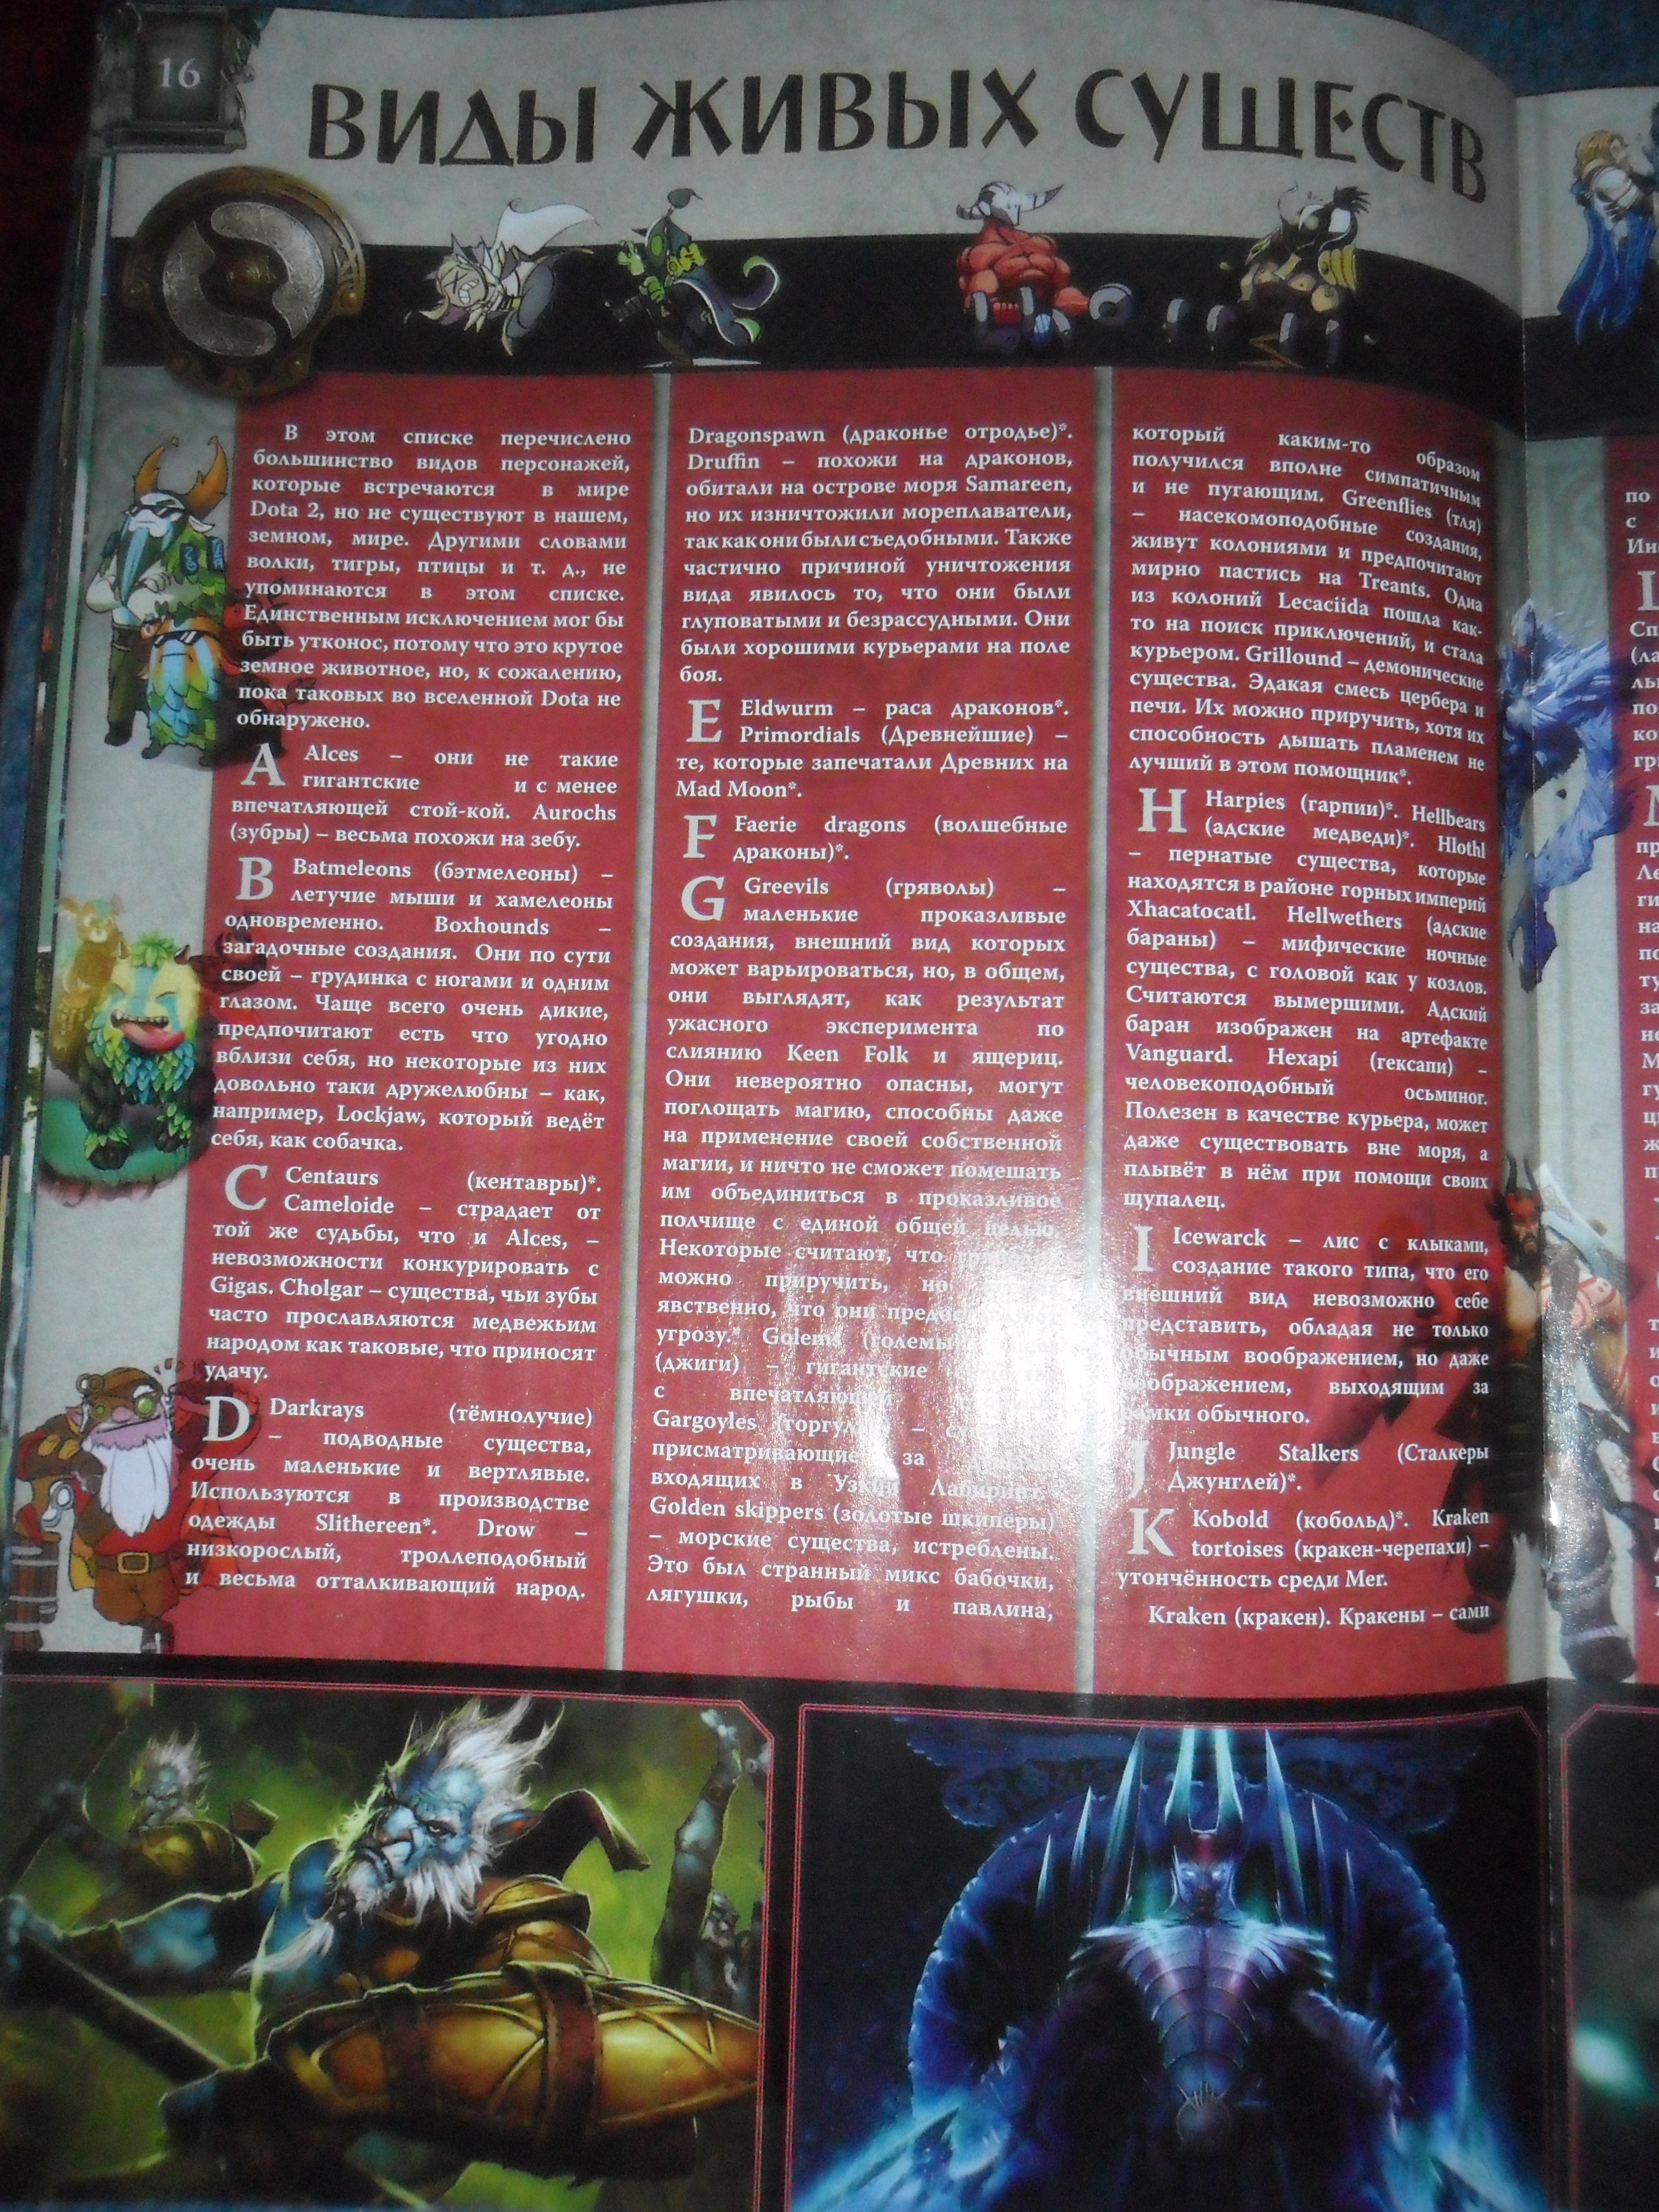 16
ВИДЫ ЖИВЫХ СУЩЕСТВ
В этом списке перечислено
большинство видов персонажей,
которые встречаются в мире
Dota 2, но не существуют в нашем,
земном, мире. Другими словами
волки, тигры, птицы и т. д., не
упоминаются в этом списке.
Единственным исключением мог бы
быть утконос, потому что это крутое
земное животное, но, к сожалению,
пока таковых во вселенной Dota не
обнаружено.
A Alces – они не такие
гигантские и с менее
впечатляющей стой-кой. Aurochs
(зубры) – весьма похожи на зебу.
B Batmeleons (бэтмелеоны) –
летучие мыши и хамелеоны
одновременно. Boxhounds –
загадочные создания. Они по сути
своей – грудинка с ногами и одним
глазом. Чаще всего очень дикие,
предпочитают есть что угодно
вблизи себя, но некоторые из них
довольно таки дружелюбны – как,
например, Lockjaw, который ведёт
себя, как собачка.
C Centaurs (кентавры)*.
Cameloide – страдает от
той же судьбы, что и Alces, –
невозможности конкурировать с
Gigas. Cholgar – существа, чьи зубы
часто прославляются медвежьим
народом как таковые, что приносят
удачу.
D Darkrays (тёмнолучие)
– подводные существа,
очень маленькие и вертлявые.
Используются в производстве
одежды Slithereen*. Drow –
низкорослый, троллеподобный
и весьма отталкивающий народ.
Dragonspawn (драконье отродье)*.
Druffin – похожи на драконов,
обитали на острове моря Samareen,
но их изничтожили мореплаватели,
так как они были съедобными. Также
частично причиной уничтожения
вида явилось то, что они были
глуповатыми и безрассудными. Они
были хорошими курьерами на поле
боя.
E Eldwurm – раса драконов*.
Primordials (Древнейшие) –
те, которые запечатали Древних на
Mad Moon*.
F Faerie dragons (волшебные
драконы)*.
G Greevils (гряволы) –
маленькие проказливые
создания, внешний вид которых
может варьироваться, но, в общем,
они выглядят, как результат
ужасного эксперимента по
слиянию Keen Folk и ящериц.
Они невероятно опасны, могут
поглощать магию, способны даже
на применение своей собственной
магии, и ничто не сможет помешать
им объединиться в проказливое
полчище с единой общей целью.
Некоторые считают, что
можно приручить, но
явственно, что они
угрозу.* Golems (големы
(джиги) – гигантские
с впечатляющ
Gargoyles (горгул –
присматривающие за
входящих в Узкий Лабиринт.
Golden skippers (золотые шкиперы)
– морские существа, истреблены.
Это был странный микс бабочки,
лягушки, рыбы и павлина,
который каким-то образом
получился вполне симпатичным
и не пугающим. Greenflies (тля)
– насекомоподобные создания,
живут колониями и предпочитают
мирно пастись на Treants. Одна
из колоний Lecaciida пошла как-
то на поиск приключений, и стала
курьером. Grillound – демонические
существа. Эдакая смесь цербера и
печи. Их можно приручить, хотя их
способность дышать пламенем не
лучший в этом помощник*.
H Harpies (гарпии)*. Hellbears
(адские медведи)*. Hlothl
– пернатые существа, которые
находятся в районе горных империй
Xhacatocatl. Hellwethers (адские
бараны) – мифические ночные
существа, с головой как у козлов.
Считаются вымершими. Адский
баран изображен на артефакте
Vanguard. Hexapi (гексапи) –
человекоподобный осьминог.
Полезен в качестве курьера, может
даже существовать вне моря, а
плывёт в нём при помощи своих
щупалец.
I Icewarck – лис с клыками,
создание такого типа, что его
внешний вид невозможно себе
представить, обладая не только
обычным воображением, но даже
воображением, выходящим за
рамки обычного.
J Jungle Stalkers (Сталкеры
Джунглей)*.
K Kobold (кобольд)*. Kraken
tortoises (кракен-черепахи) –
утончённость среди Mer.
Kraken (кракен). Кракены – сами